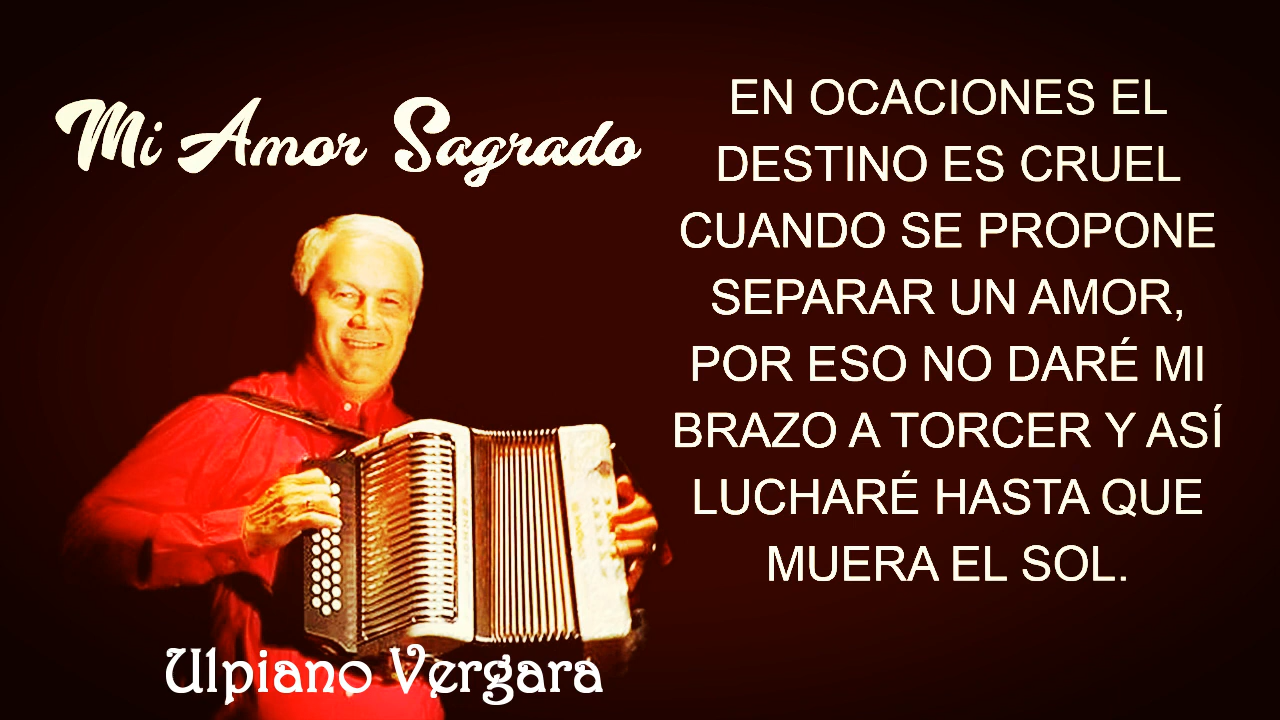 Mi Amor Sagrado
EN OCACIONES EL
DESTINO ES CRUEL
CUANDO SE PROPONE
SEPARAR UN AMOR,
POR ESO NO DARÉ MI
BRAZO A TORCER Y ASÍ
LUCHARÉ HASTA QUE
MUERA EL SOL.
Ulpiano Vergara